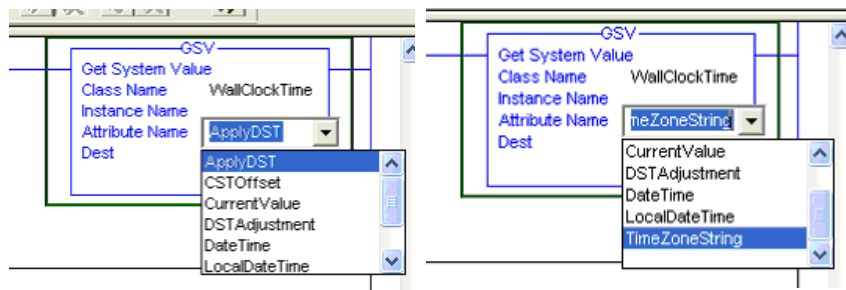 GSV
Get System Value
Class Name WallClockTime
Instance Name
Attribute Name ApplyDST
Dest
ApplyDST
CSTOffset
CurrentValue
DSTAdjustment
DateTime
LocalDateTime
GSV
Get System Value
Class Name WallClockTime
Instance Name
Attribute Name neZoneString
Dest
CurrentValue
DSTAdjustment
DateTime
LocalDateTime
TimeZoneString